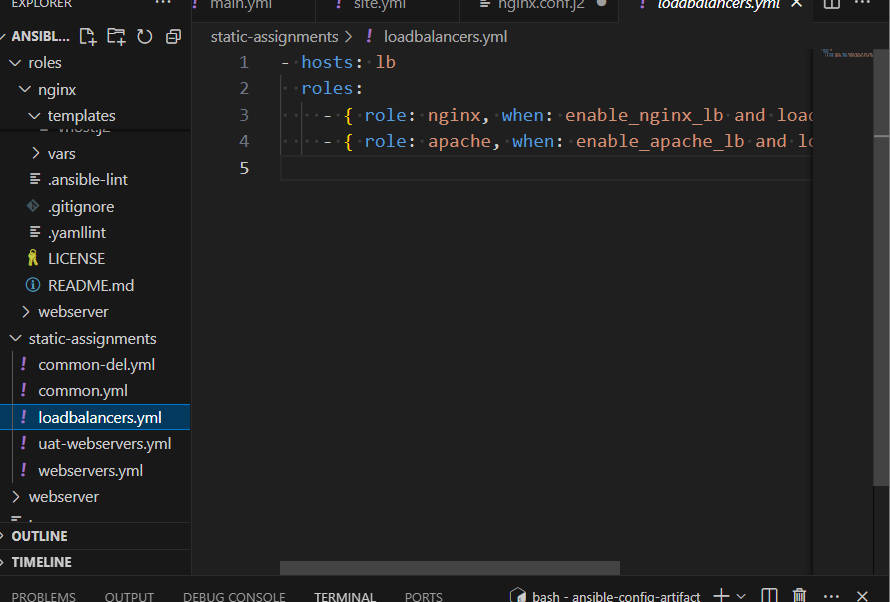 EXPLORER ... ! main.yml ! site.yml nginx.conf.j2 ! loadbalancers.yml
ANSIBL...
static-assignments > ! loadbalancers.yml
roles
nginx
templates
vhost.j2
vars
.ansible-lint
.gitignore
.yamllint
LICENSE
README.md
webserver
static-assignments
! common-del.yml
! common.yml
! loadbalancers.yml
! uat-webservers.yml
! webservers.yml
webserver
OUTLINE
TIMELINE
1 - hosts: lb
2 roles:
3 - { role: nginx, when: enable_nginx_lb and load
4 - { role: apache, when: enable_apache_lb and lo
5
PROBLEMS OUTPUT DEBUG CONSOLE TERMINAL PORTS bash - ansible-config-artifact